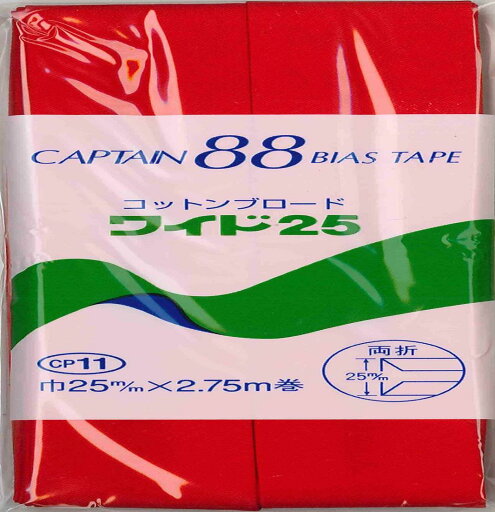 CAPTAIN 88 BIAS TAPE
コットンブロード
ワイド25
CP11
巾25m/m×2.75m巻
両折
25m/m